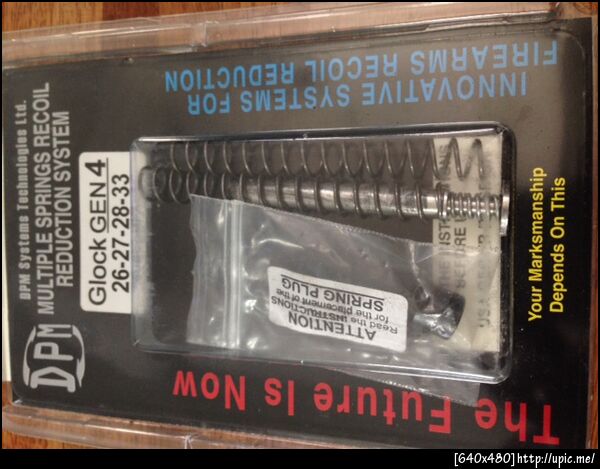 DPM
DPM Systems Technologies Ltd.
MULTIPLE SPRINGS RECOIL
REDUCTION SYSTEM
Glock GEN4
26-27-28-33
INNOVATIVE SYSTEMS FOR
FIREARMS RECOIL REDUCTION
ATTENTION
Read the INSTRUCTIONS
for the placement of the
SPRING PLUG
Your Marksmanship
Depends On This
The Future Is Now
[640x480]http://upic.me/